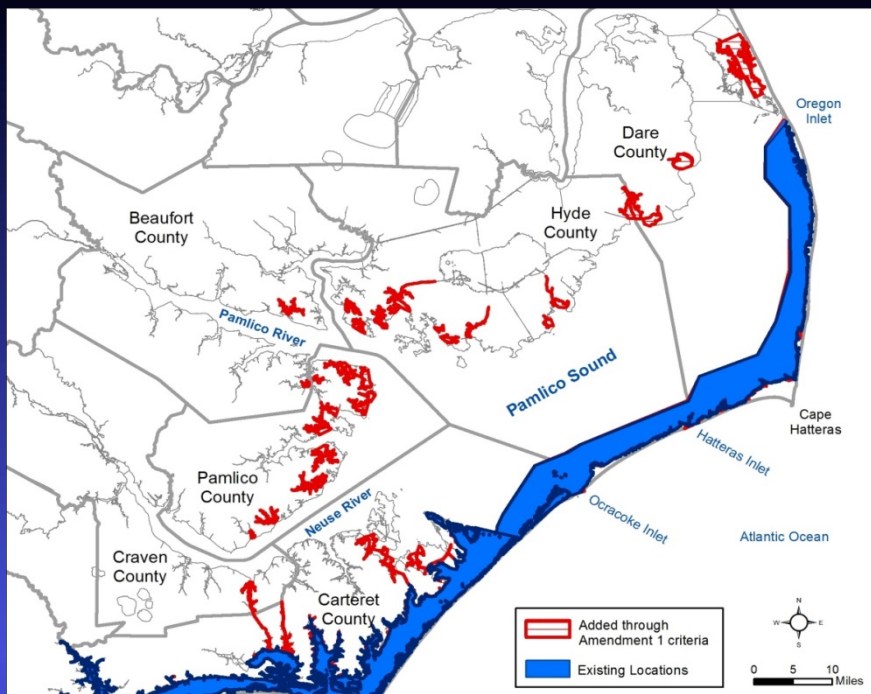 Oregon
Inlet
Dare
County
Beaufort
County
Hyde
County
Pamlico River
Pamlico Sound
Cape
Hatteras
Hatteras Inlet
Pamlico
County
Neuse River
Ocracoke Inlet
Atlantic Ocean
Craven
County
Carteret
County
Added through
Amendment 1 criteria
Existing Locations
N
W
E
S
0 5 10
Miles